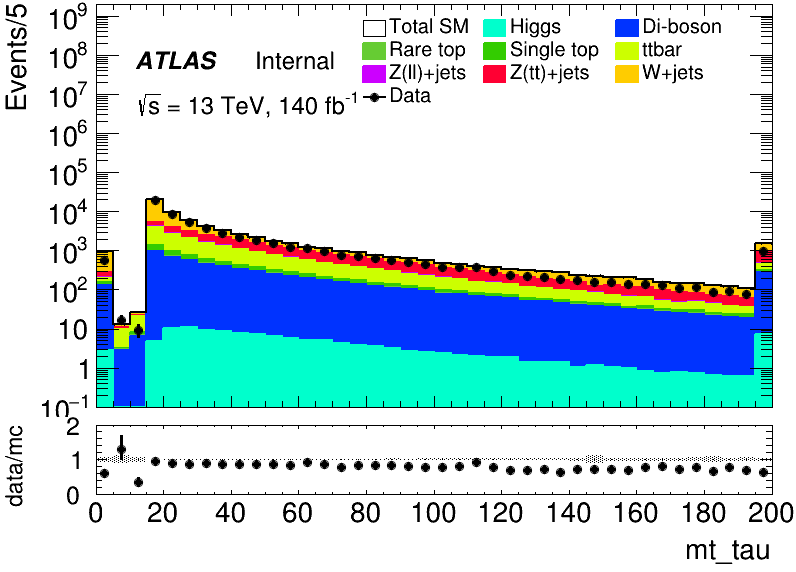 Events/5
10⁹
10⁸
10⁷
10⁶
10⁵
10⁴
10³
10²
10
1
10⁻¹
ATLAS Internal
√s = 13 TeV, 140 fb⁻¹
Total SM Higgs Di-boson
Rare top Single top ttbar
Z(ll)+jets Z(tt)+jets W+jets
Data
data/mc
2
1
0
0 20 40 60 80 100 120 140 160 180 200
mt_tau